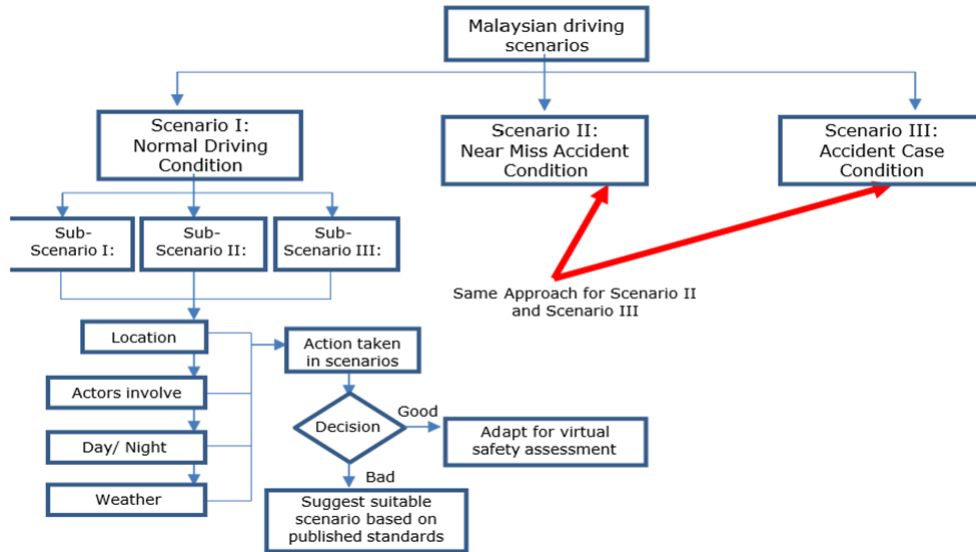 Malaysian driving
scenarios
Scenario I:
Normal Driving
Condition
Scenario II:
Near Miss Accident
Condition
Scenario III:
Accident Case
Condition
Sub-
Scenario I:
Sub-
Scenario II:
Sub-
Scenario III:
Same Approach for Scenario II
and Scenario III
Location
Actors involve
Day/ Night
Weather
Action taken
in scenarios
Decision
Good
Adapt for virtual
safety assessment
Bad
Suggest suitable
scenario based on
published standards